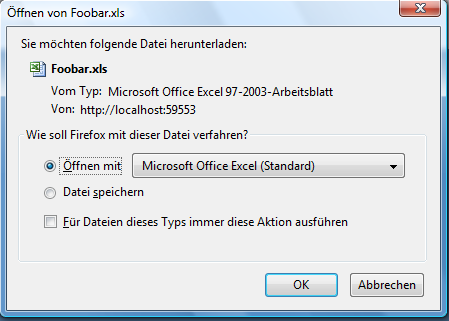 Öffnen von Foobar.xls
Sie möchten folgende Datei herunterladen:
Foobar.xls
Vom Typ: Microsoft Office Excel 97-2003-Arbeitsblatt
Von: http://localhost:59553
Wie soll Firefox mit dieser Datei verfahren?
Öffnen mit Microsoft Office Excel (Standard)
Datei speichern
Für Dateien dieses Typs immer diese Aktion ausführen
OK Abbrechen